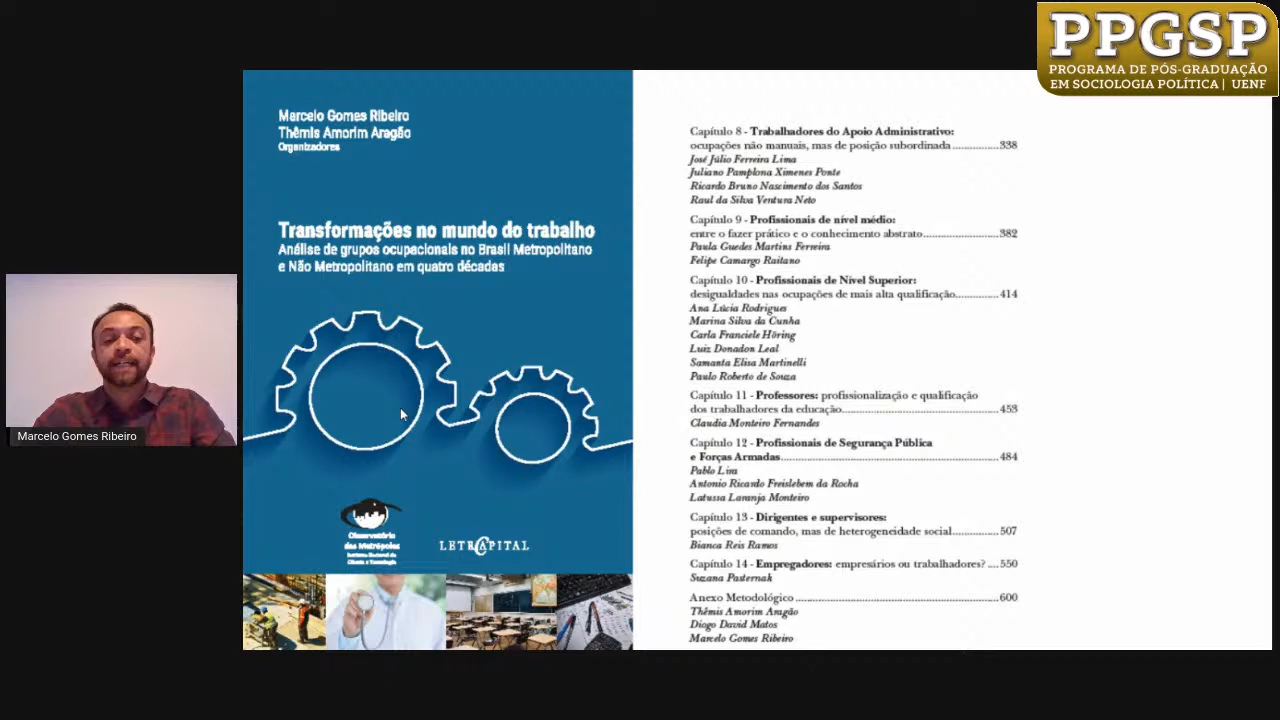 PPGSP
PROGRAMA DE PÓS-GRADUAÇÃO
EM SOCIOLOGIA POLÍTICA | UENF
Marcelo Gomes Ribeiro
Marcelo Gomes Ribeiro
Thêmis Amorim Aragão
Organizadores
Transformações no mundo do trabalho
Análise de grupos ocupacionais no Brasil Metropolitano
e Não Metropolitano em quatro décadas
Observatório
das Metrópoles
Instituto Nacional de
Ciência e Tecnologia
LETRACAPITAL
Capítulo 8 - Trabalhadores do Apoio Administrativo:
ocupações não manuais, mas de posição subordinada ................338
José Júlio Ferreira Lima
Juliano Pamplona Ximenes Ponte
Ricardo Bruno Nascimento dos Santos
Raul da Silva Ventura Neto
Capítulo 9 - Profissionais de nível médio:
entre o fazer prático e o conhecimento abstrato.........................382
Paula Guedes Martins Ferreira
Felipe Camargo Raitano
Capítulo 10 - Profissionais de Nível Superior:
desigualdades nas ocupações de mais alta qualificação...............414
Ana Lúcia Rodrigues
Marina Silva da Cunha
Carla Franciele Höring
Luiz Donadon Leal
Samanta Elisa Martinelli
Paulo Roberto de Souza
Capítulo 11 - Professores: profissionalização e qualificação
dos trabalhadores da educação....................................................453
Claudia Monteiro Fernandes
Capítulo 12 - Profissionais de Segurança Pública
e Forças Armadas.........................................................................484
Pablo Lira
Antonio Ricardo Freislebem da Rocha
Latussa Laranja Monteiro
Capítulo 13 - Dirigentes e supervisores:
posições de comando, mas de heterogeneidade social................507
Bianca Reis Ramos
Capítulo 14 - Empregadores: empresários ou trabalhadores? ....550
Suzana Pasternak
Anexo Metodológico ...................................................................600
Thêmis Amorim Aragão
Diogo David Matos
Marcelo Gomes Ribeiro